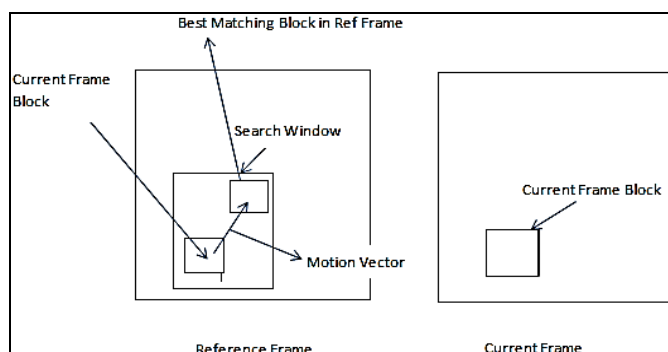 Best Matching Block in Ref Frame
Current Frame
Block
Search Window
Current Frame Block
Motion Vector
Reference Frame
Current Frame